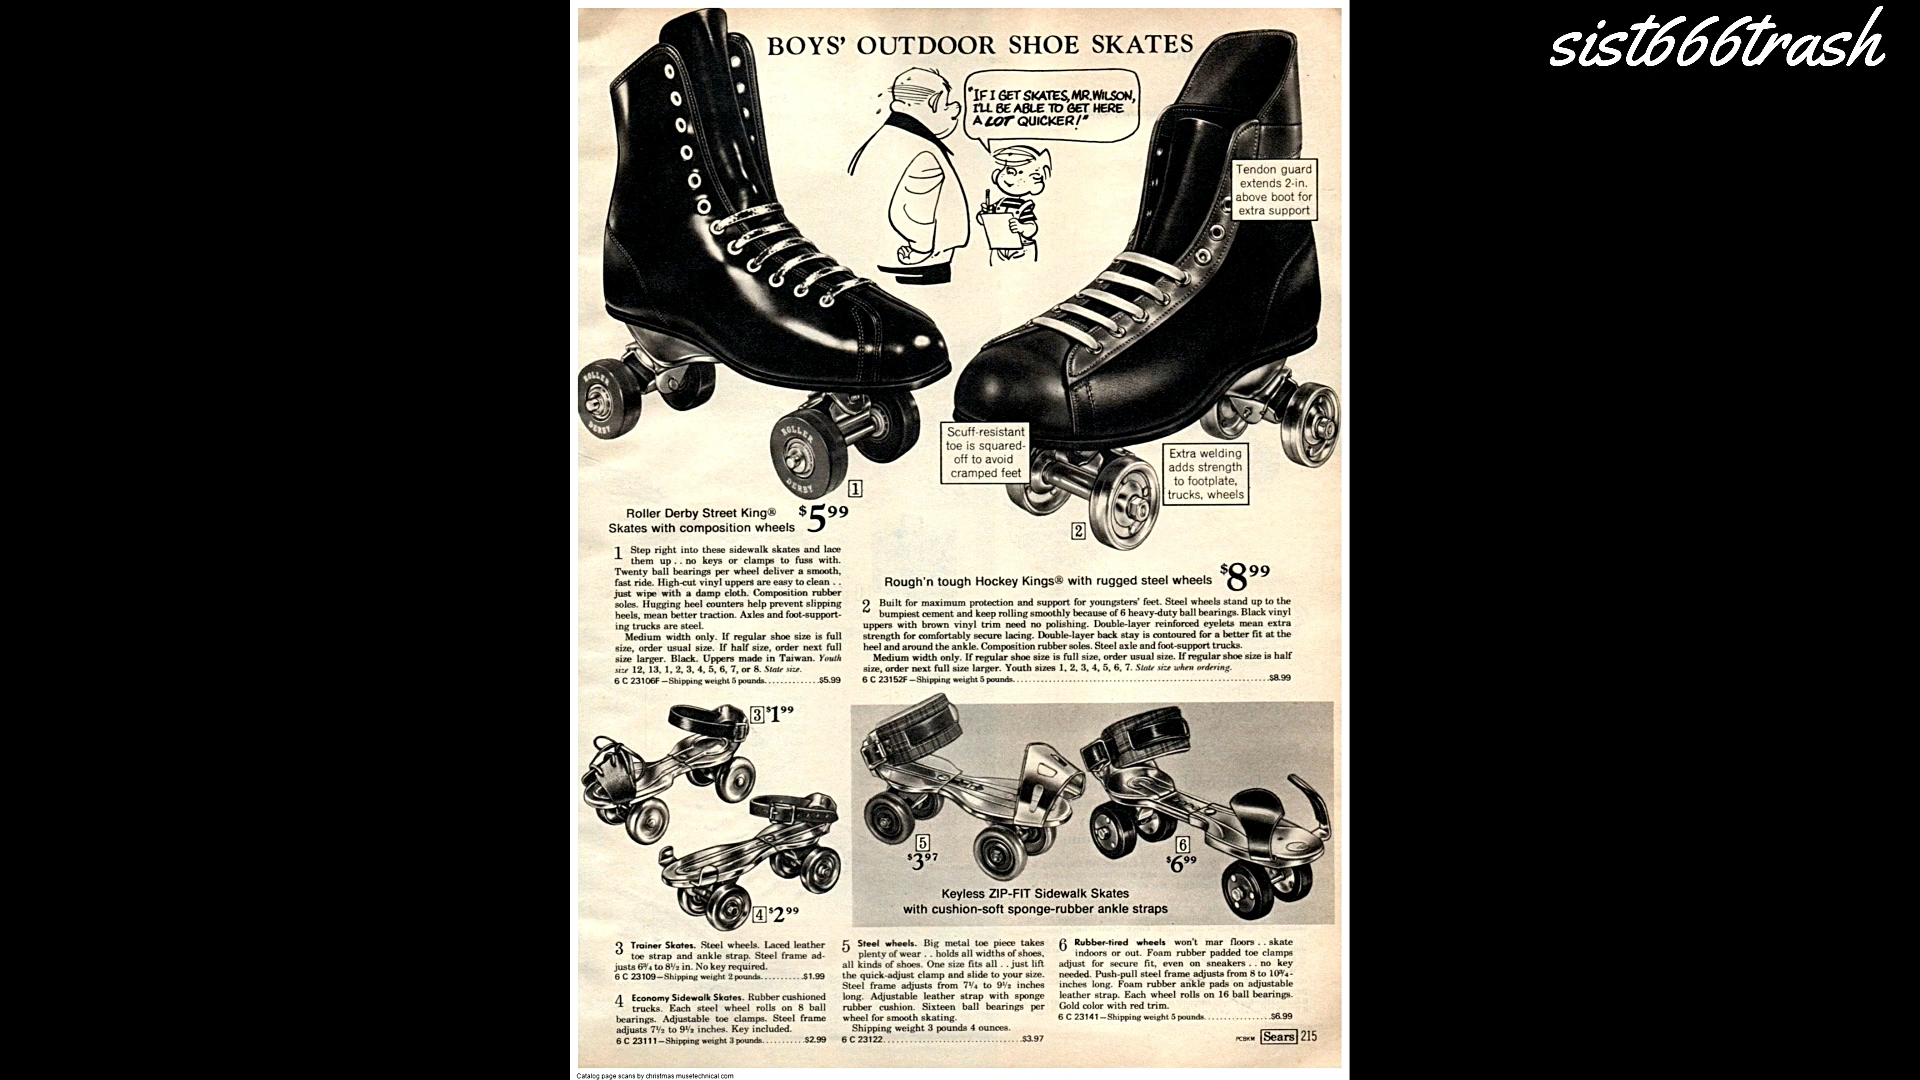 sist666trash
BOYS' OUTDOOR SHOE SKATES
"IF I GET SKATES, MR. WILSON,
I'LL BE ABLE TO GET HERE
A LOT QUICKER!"
Tendon guard
extends 2-in.
above boot for
extra support
ROLLER
DERBY
ROLLER
DERBY
Scuff-resistant
toe is squared-
off to avoid
cramped feet
Extra welding
adds strength
to footplate,
trucks, wheels
1
2
Roller Derby Street King®
Skates with composition wheels $5 99
1 Step right into these sidewalk skates and lace
them up . . no keys or clamps to fuss with.
Twenty ball bearings per wheel deliver a smooth,
fast ride. High-cut vinyl uppers are easy to clean . .
just wipe with a damp cloth. Composition rubber
soles. Hugging heel counters help prevent slipping
heels, mean better traction. Axles and foot-support-
ing trucks are steel.
Medium width only. If regular shoe size is full
size, order usual size. If half size, order next full
size larger. Black. Uppers made in Taiwan. Youth
size 12, 13, 1, 2, 3, 4, 5, 6, 7, or 8. State size.
6 C 23106F—Shipping weight 5 pounds............$5.99
Rough'n tough Hockey Kings® with rugged steel wheels $8 99
2 Built for maximum protection and support for youngsters' feet. Steel wheels stand up to the
bumpiest cement and keep rolling smoothly because of 6 heavy-duty ball bearings. Black vinyl
uppers with brown vinyl trim need no polishing. Double-layer reinforced eyelets mean extra
strength for comfortably secure lacing. Double-layer back stay is contoured for a better fit at the
heel and around the ankle. Composition rubber soles. Steel axle and foot-support trucks.
Medium width only. If regular shoe size is full size, order usual size. If regular shoe size is half
size, order next full size larger. Youth sizes 1, 2, 3, 4, 5, 6, 7. State size when ordering.
6 C 23152F—Shipping weight 5 pounds............$8.99
3 $1 99
4 $2 99
5
$3 97
6
$6 99
Keyless ZIP-FIT Sidewalk Skates
with cushion-soft sponge-rubber ankle straps
3 Trainer Skates. Steel wheels. Laced leather
toe strap and ankle strap. Steel frame ad-
justs 6¾ to 8½ in. No key required.
6 C 23109—Shipping weight 2 pounds..........$1.99
4 Economy Sidewalk Skates. Rubber cushioned
trucks. Each steel wheel rolls on 8 ball
bearings. Adjustable toe clamps. Steel frame
adjusts 7½ to 9½ inches. Key included.
6 C 23111—Shipping weight 3 pounds..........$2.99
5 Steel wheels. Big metal toe piece takes
plenty of wear . . holds all widths of shoes,
all kinds of shoes. One size fits all . . just lift
the quick-adjust clamp and slide to your size.
Steel frame adjusts from 7¼ to 9½ inches
long. Adjustable leather strap with sponge
rubber cushion. Sixteen ball bearings per
wheel for smooth skating.
Shipping weight 3 pounds 4 ounces.
6 C 23122..............................$3.97
6 Rubber-tired wheels won't mar floors . . skate
indoors or out. Foam rubber padded toe clamps
adjust for secure fit, even on sneakers . . no key
needed. Push-pull steel frame adjusts from 8 to 10¾-
inches long. Foam rubber ankle pads on adjustable
leather strap. Each wheel rolls on 16 ball bearings.
Gold color with red trim.
6 C 23141—Shipping weight 5 pounds..............$6.99
PCBKM Sears 215
Catalog page scans by christmas.musetechnical.com